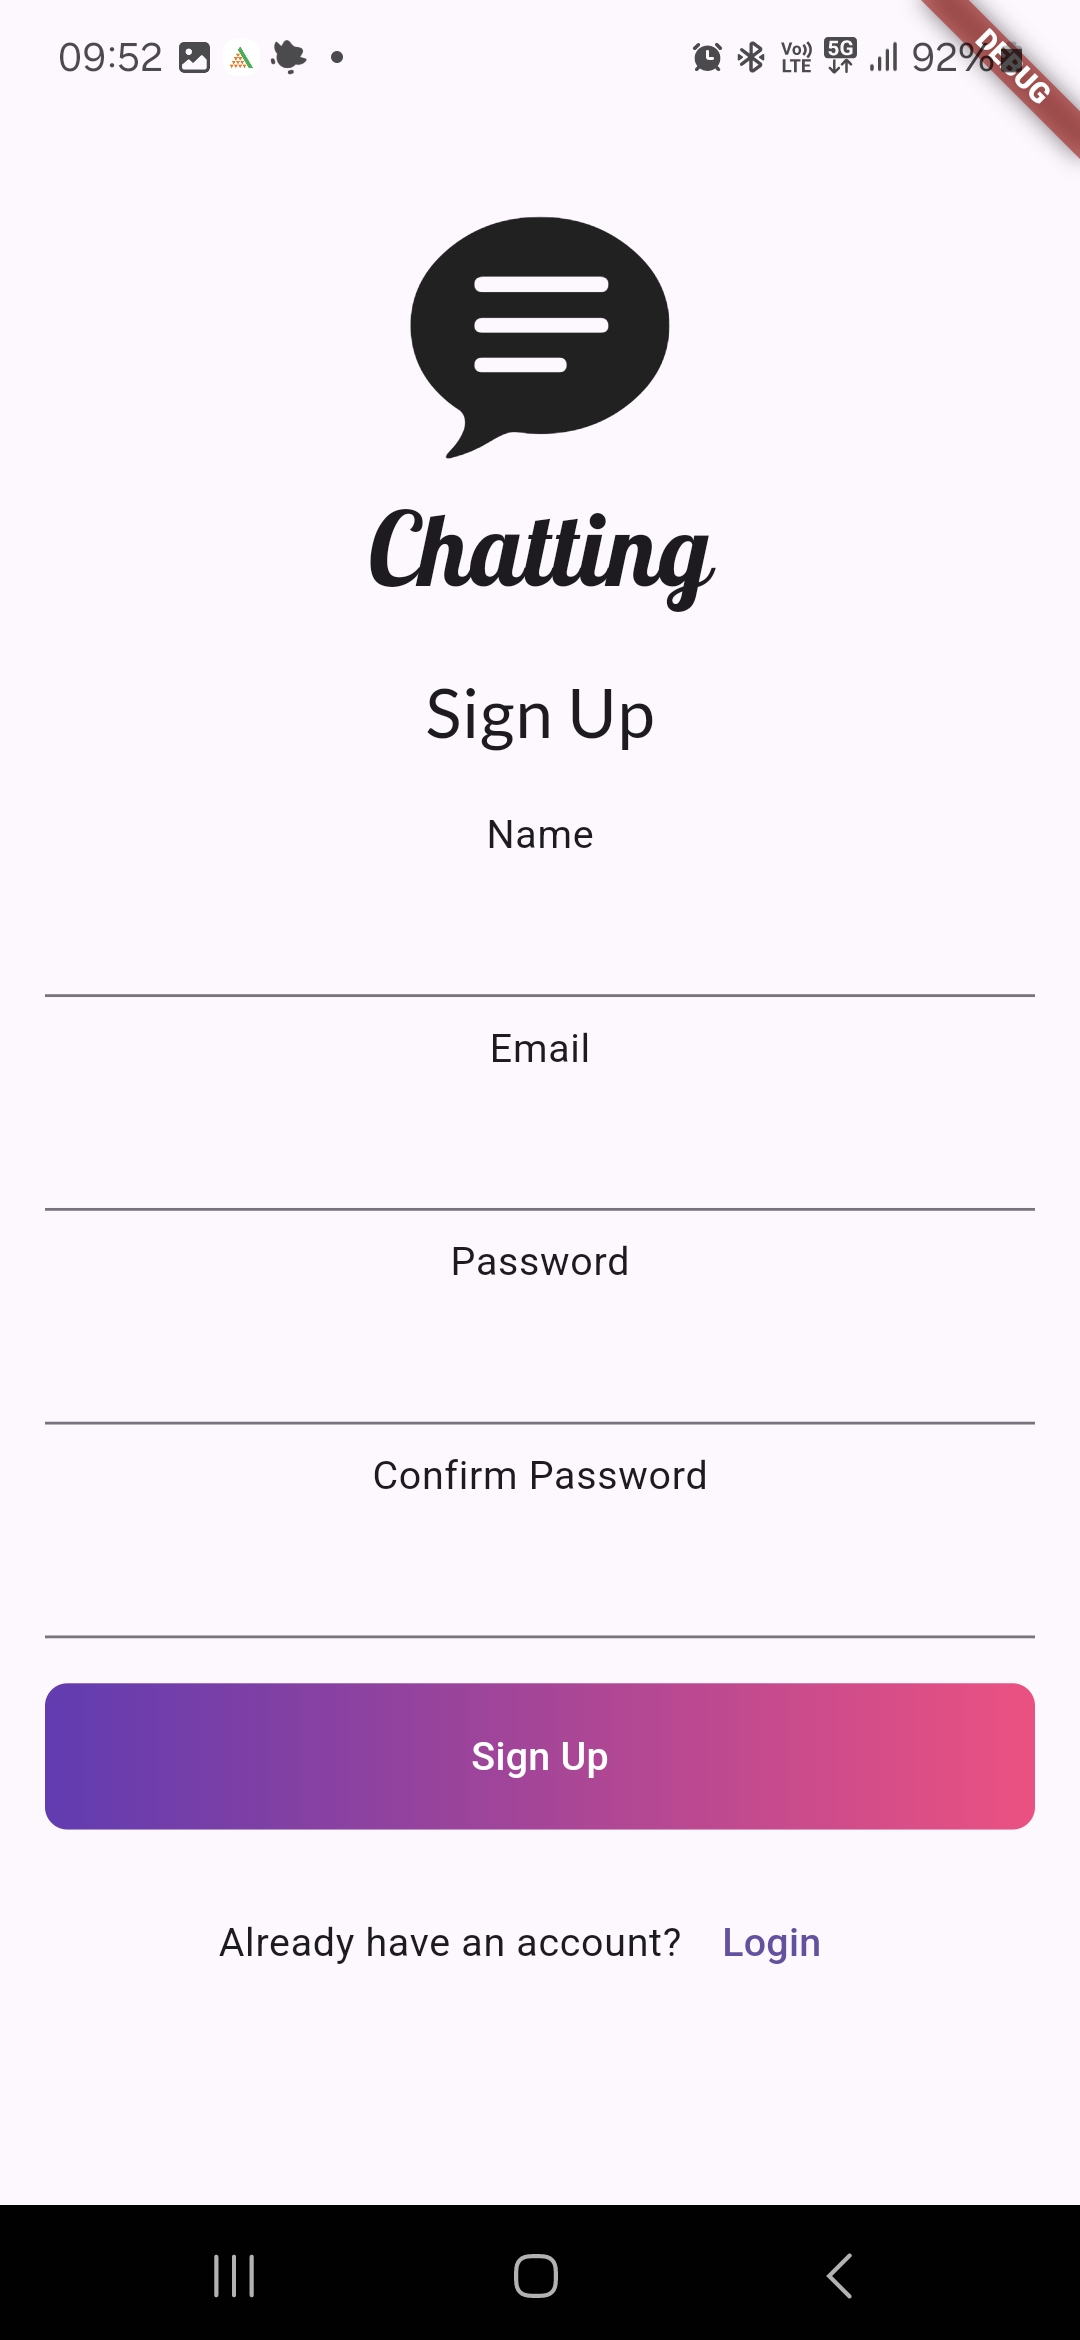 09:52 Vo)) LTE 5G 92%
DEBUG
Chatting
Sign Up
Name
Email
Password
Confirm Password
Sign Up
Already have an account? Login